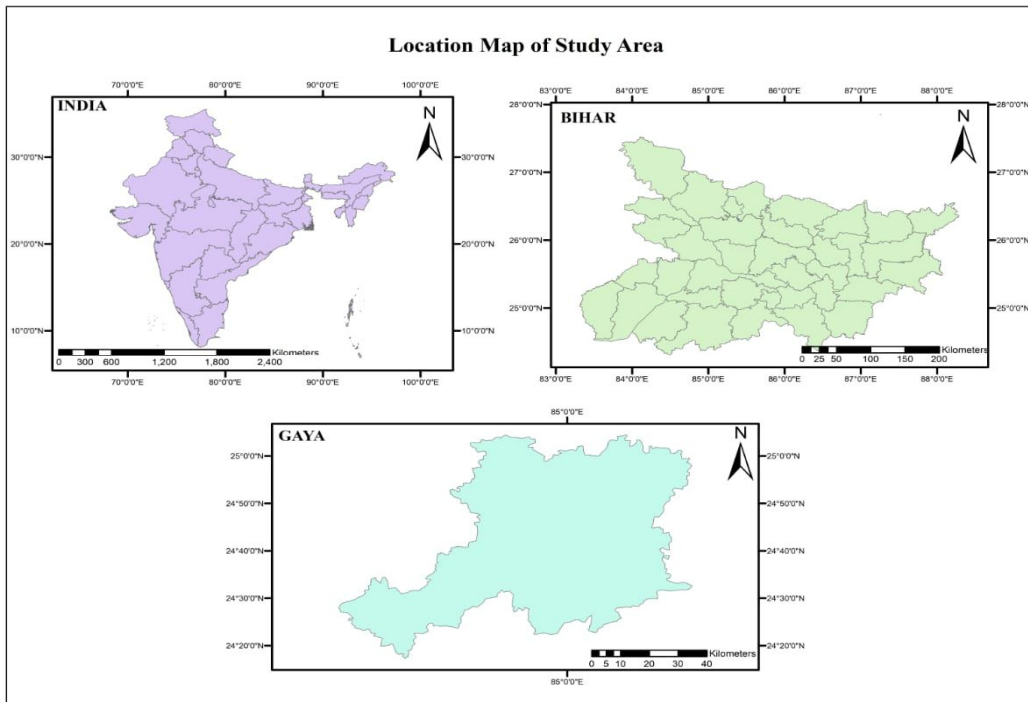 Location Map of Study Area
70°0'0"E 80°0'0"E 90°0'0"E 100°0'0"E
INDIA
N
30°0'0"N 30°0'0"N
20°0'0"N 20°0'0"N
10°0'0"N 10°0'0"N
Kilometers
0 300 600 1,200 1,800 2,400
70°0'0"E 80°0'0"E 90°0'0"E 100°0'0"E
83°0'0"E 84°0'0"E 85°0'0"E 86°0'0"E 87°0'0"E 88°0'0"E
28°0'0"N 28°0'0"N
BIHAR
N
27°0'0"N 27°0'0"N
26°0'0"N 26°0'0"N
25°0'0"N 25°0'0"N
Kilometers
0 25 50 100 150 200
83°0'0"E 84°0'0"E 85°0'0"E 86°0'0"E 87°0'0"E 88°0'0"E
85°0'0"E
GAYA
N
25°0'0"N 25°0'0"N
24°50'0"N 24°50'0"N
24°40'0"N 24°40'0"N
24°30'0"N 24°30'0"N
24°20'0"N 24°20'0"N
Kilometers
0 5 10 20 30 40
85°0'0"E